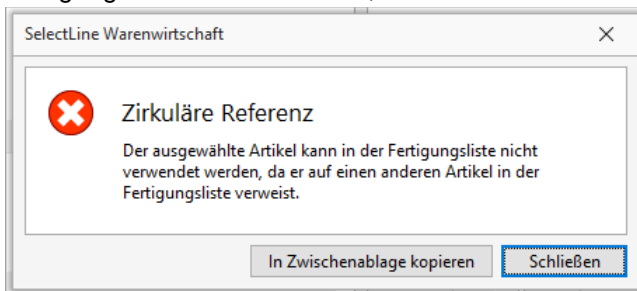 SelectLine Warenwirtschaft
Zirkuläre Referenz
Der ausgewählte Artikel kann in der Fertigungsliste nicht
verwendet werden, da er auf einen anderen Artikel in der
Fertigungsliste verweist.
In Zwischenablage kopieren
Schließen